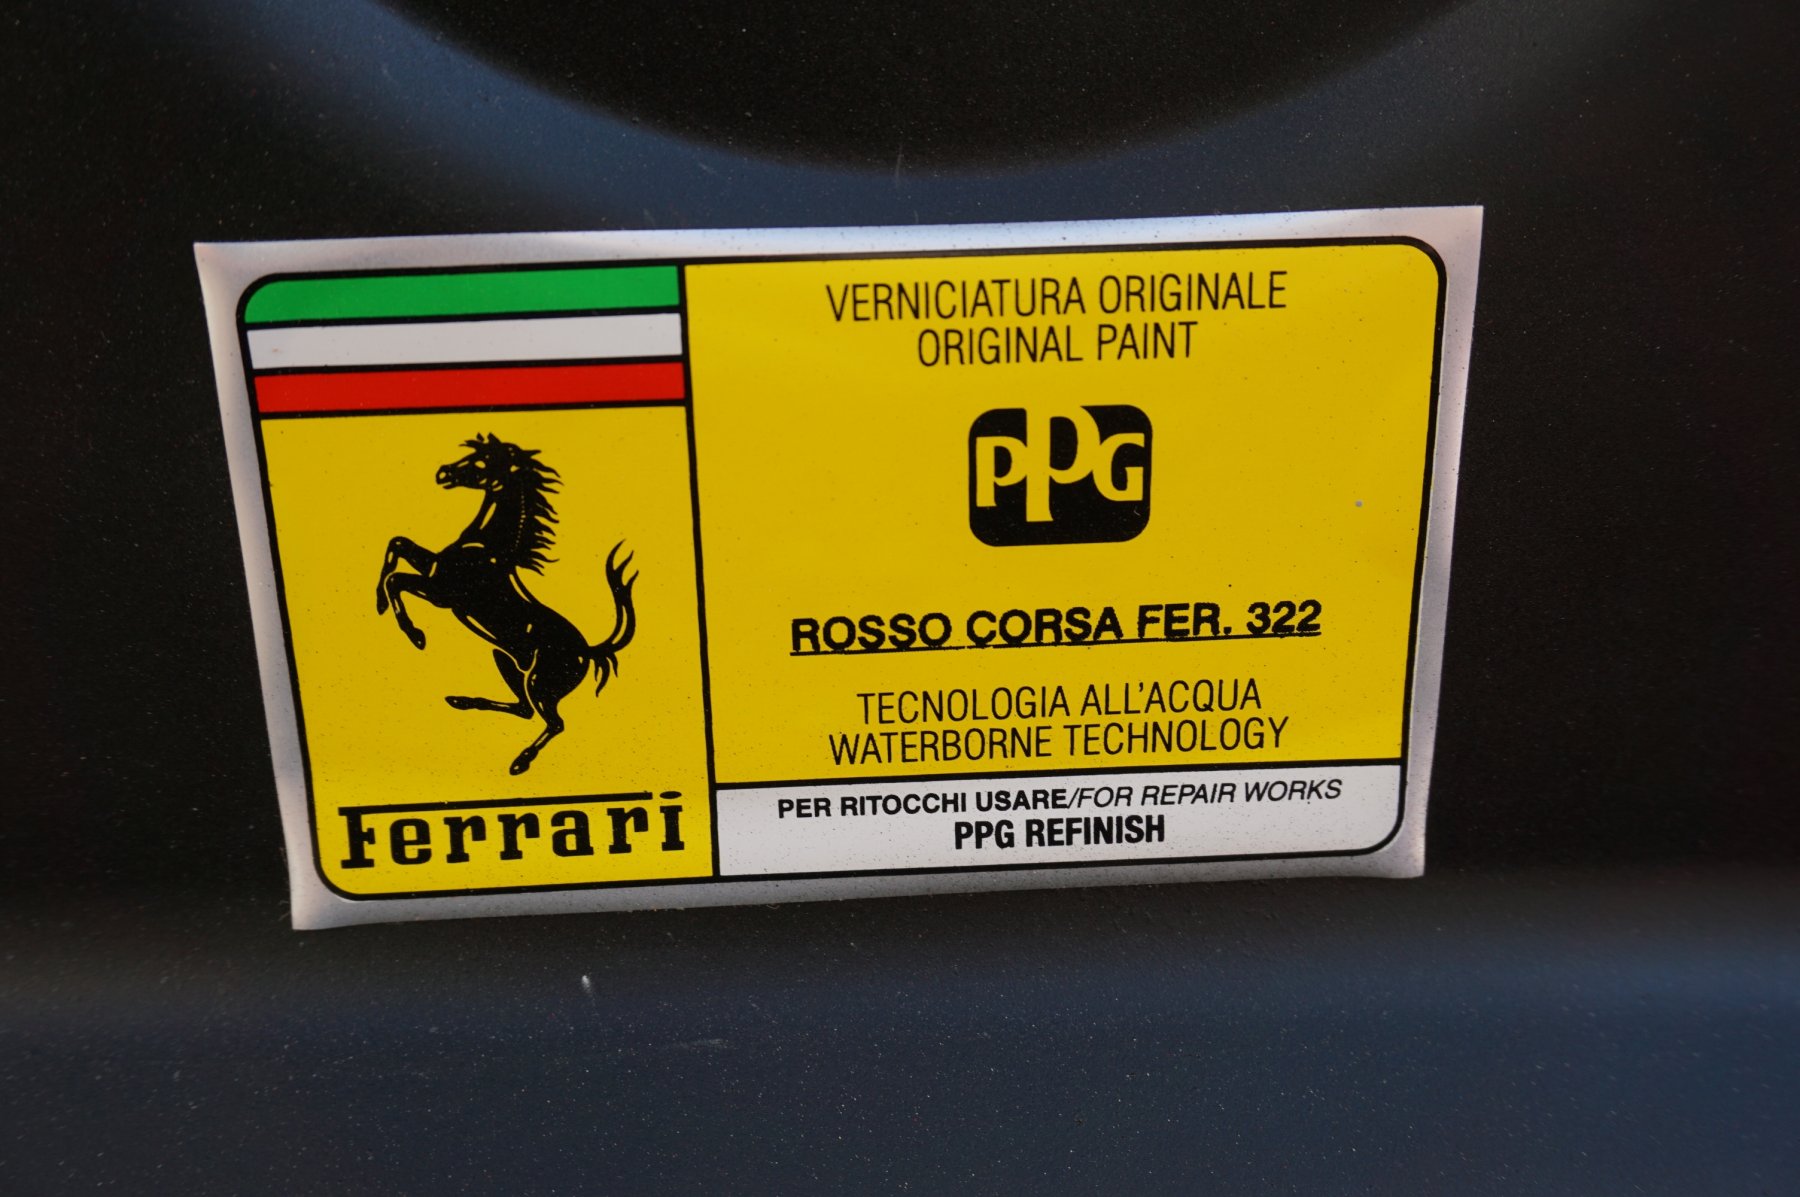 Ferrari
VERNICIATURA ORIGINALE
ORIGINAL PAINT
PPG
ROSSO CORSA FER. 322
TECNOLOGIA ALL'ACQUA
WATERBORNE TECHNOLOGY
PER RITOCCHI USARE/FOR REPAIR WORKS
PPG REFINISH